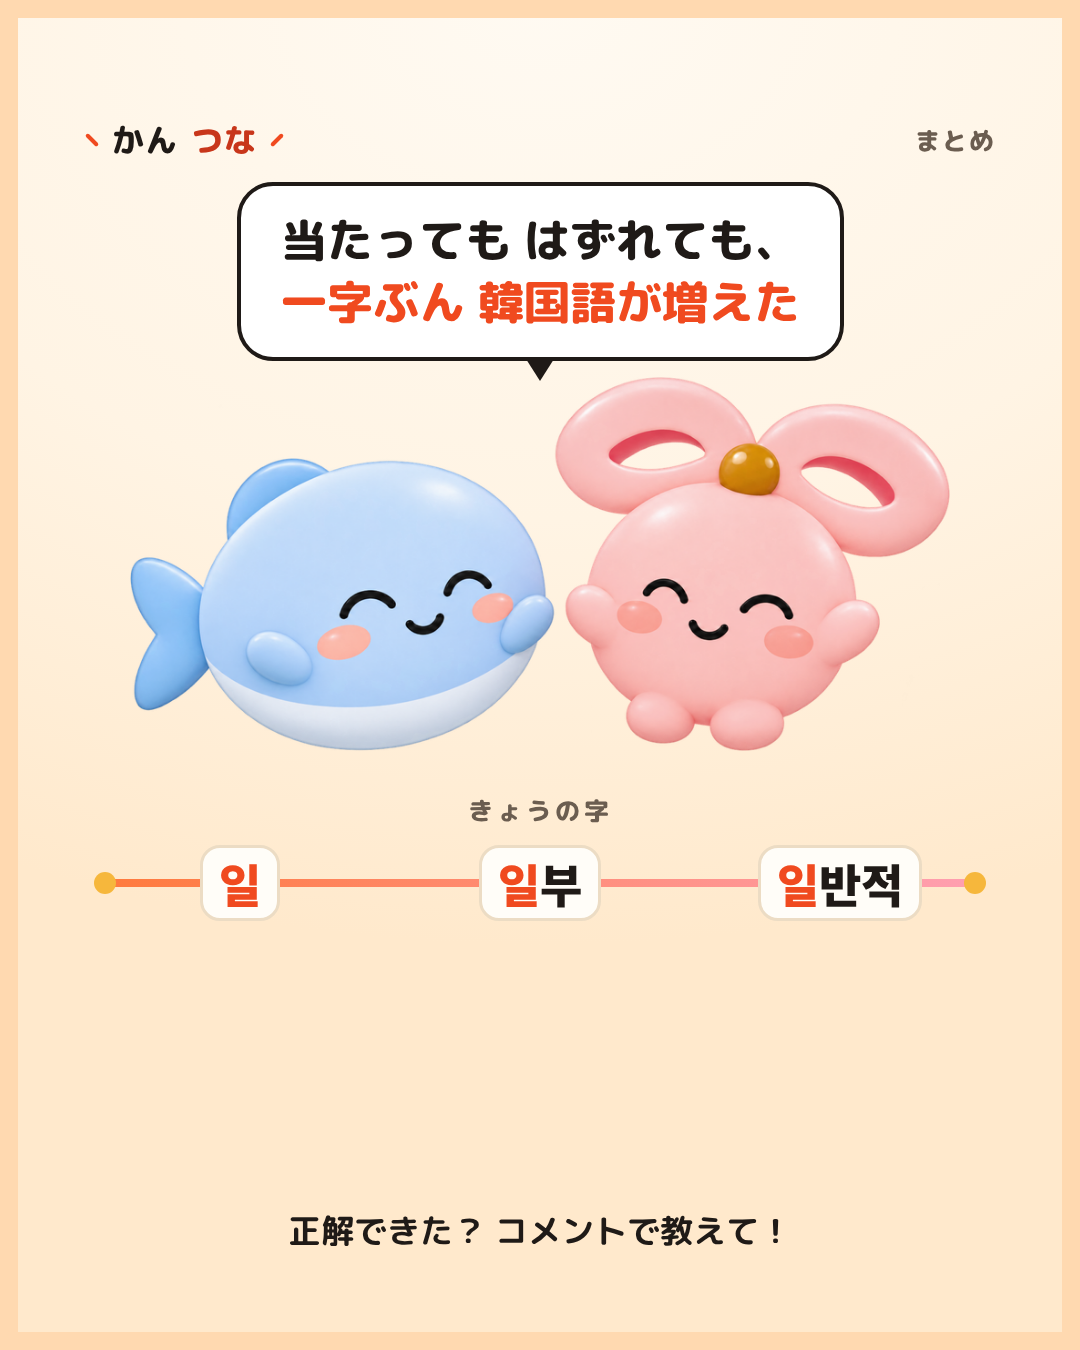 かん つな
まとめ
当たっても はずれても、
一字ぶん 韓国語が増えた
きょうの字
일 일부 일반적
正解できた？ コメントで教えて！